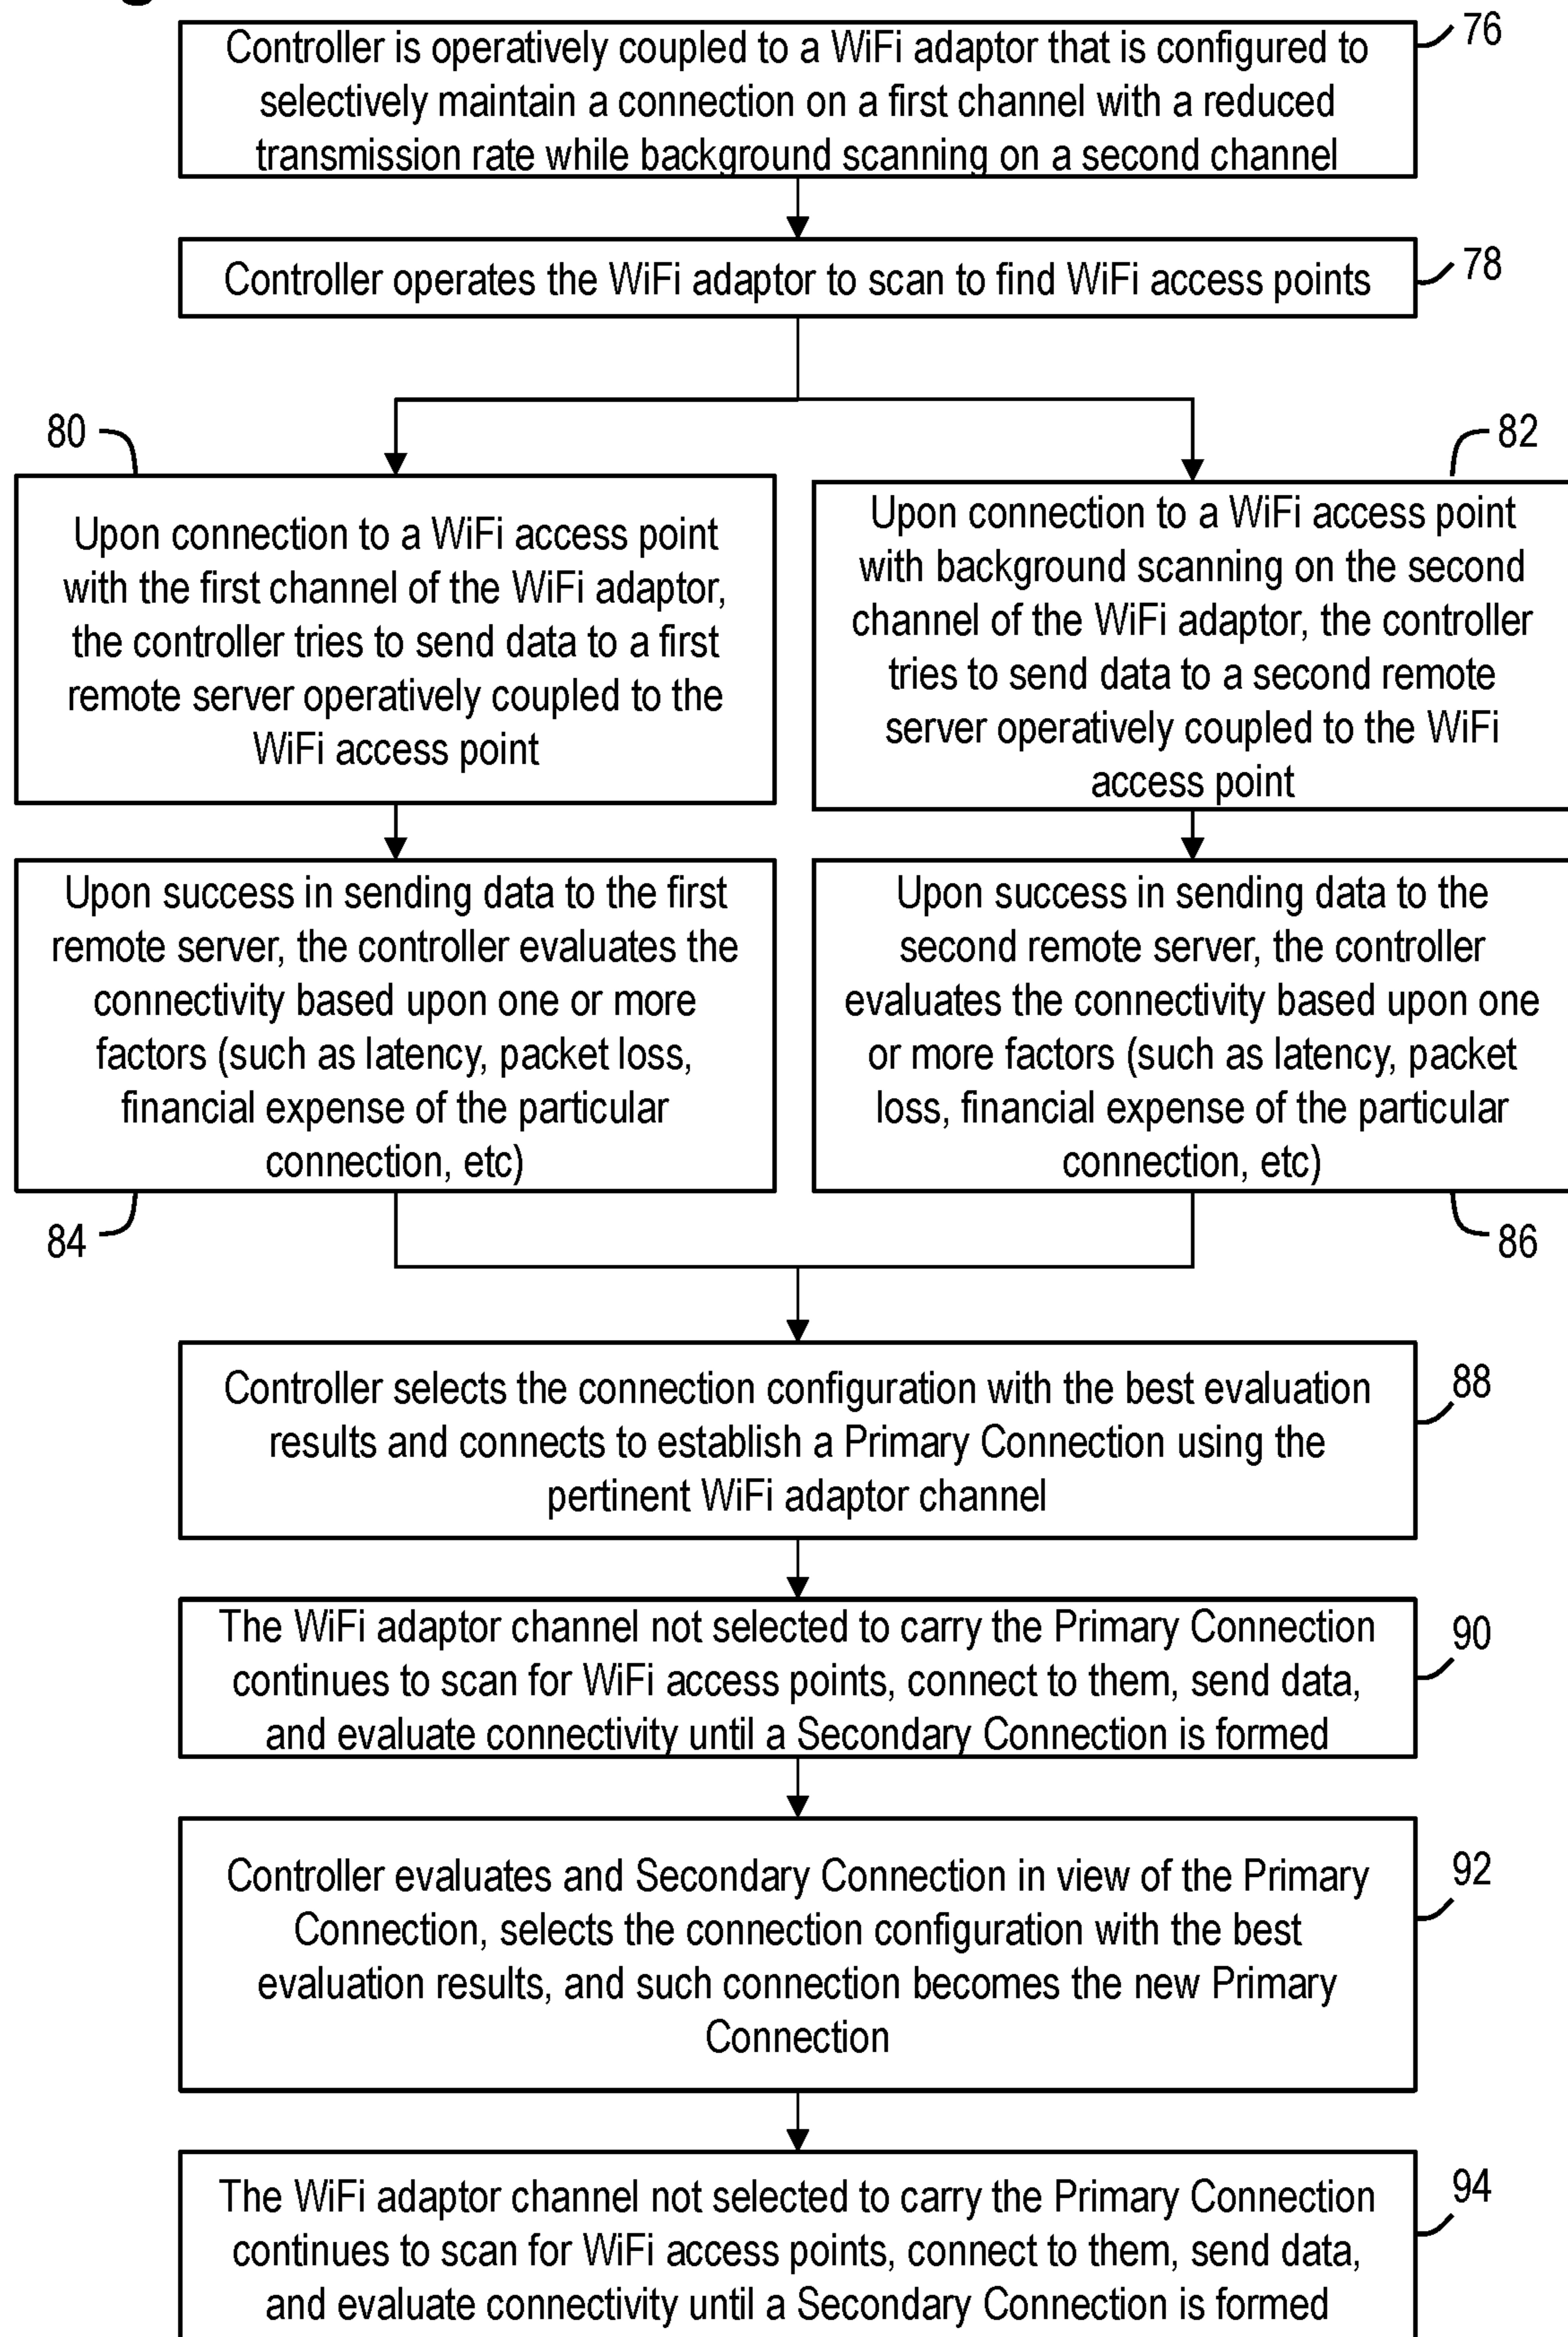 Controller is operatively coupled to a WiFi adaptor that is configured to
selectively maintain a connection on a first channel with a reduced
transmission rate while background scanning on a second channel
76
Controller operates the WiFi adaptor to scan to find WiFi access points
78
80
Upon connection to a WiFi access point
with the first channel of the WiFi adaptor,
the controller tries to send data to a first
remote server operatively coupled to the
WiFi access point
82
Upon connection to a WiFi access point
with background scanning on the second
channel of the WiFi adaptor, the controller
tries to send data to a second remote
server operatively coupled to the WiFi
access point
Upon success in sending data to the first
remote server, the controller evaluates the
connectivity based upon one or more
factors (such as latency, packet loss,
financial expense of the particular
connection, etc)
84
Upon success in sending data to the
second remote server, the controller
evaluates the connectivity based upon one
or more factors (such as latency, packet
loss, financial expense of the particular
connection, etc)
86
Controller selects the connection configuration with the best evaluation
results and connects to establish a Primary Connection using the
pertinent WiFi adaptor channel
88
The WiFi adaptor channel not selected to carry the Primary Connection
continues to scan for WiFi access points, connect to them, send data,
and evaluate connectivity until a Secondary Connection is formed
90
Controller evaluates and Secondary Connection in view of the Primary
Connection, selects the connection configuration with the best
evaluation results, and such connection becomes the new Primary
Connection
92
The WiFi adaptor channel not selected to carry the Primary Connection
continues to scan for WiFi access points, connect to them, send data,
and evaluate connectivity until a Secondary Connection is formed
94